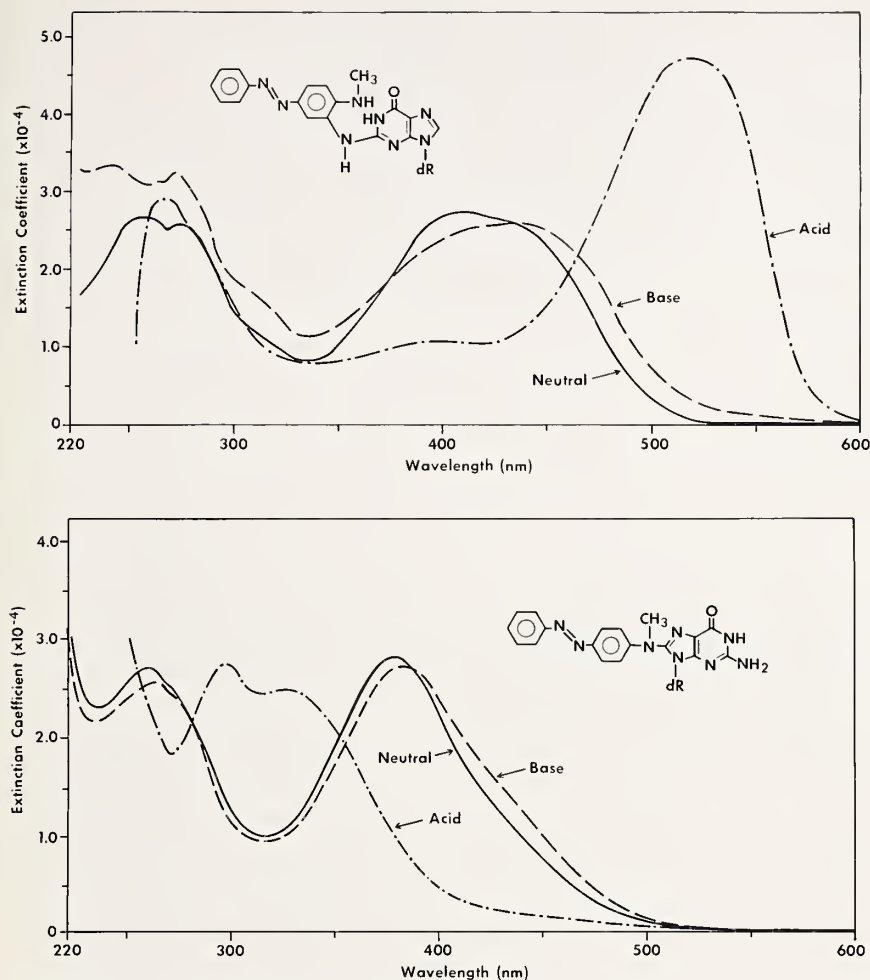 5.0
4.0
3.0
2.0
1.0
0
Extinction Coefficient (x10-4)
CH3
N
N
NH
O
HN
N
N
N
N
H
dR
Acid
Base
Neutral
220
300
400
500
600
Wavelength (nm)
4.0
3.0
2.0
1.0
0
Extinction Coefficient (x10-4)
CH3
O
N
N
N
N
N
N
NH
NH2
dR
Neutral
Base
Acid
220
300
400
500
600
Wavelength (nm)